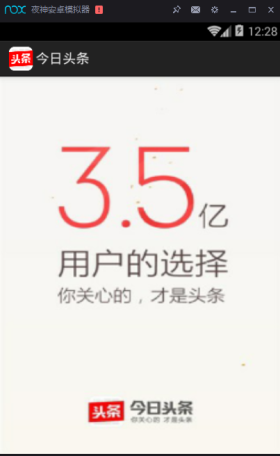 nox 夜神安卓模拟器
12:28
头条 今日头条
3.5亿
用户的选择
你关心的，才是头条
头条 今日头条
你关心的 才是头条